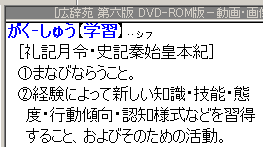 [広辞苑 第六版 DVD-ROM版－動画・画像
がく-しゅう【学習】‥シフ
［礼記月令・史記秦始皇本紀］
①まなびならうこと。
②経験によって新しい知識・技能・態
度・行動傾向・認知様式などを習得
すること、およびそのための活動。